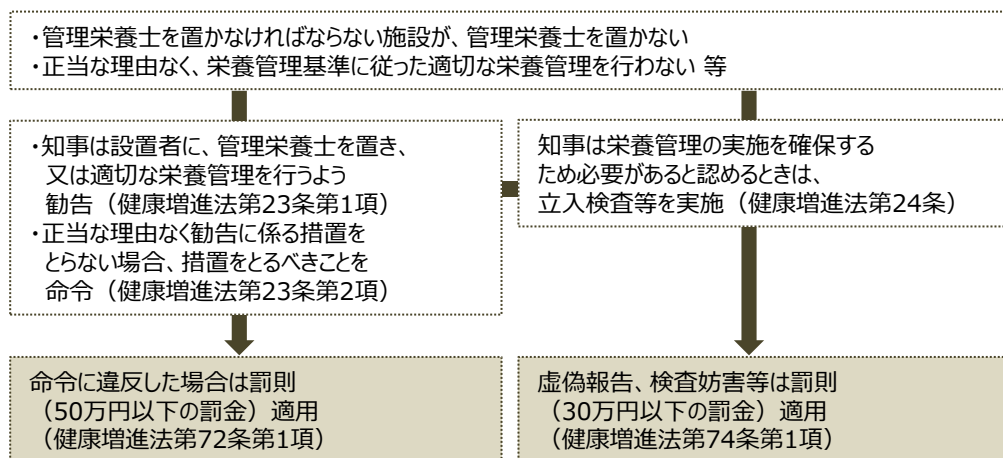 ・管理栄養士を置かなければならない施設が、管理栄養士を置かない
・正当な理由なく、栄養管理基準に従った適切な栄養管理を行わない 等
・知事は設置者に、管理栄養士を置き、
又は適切な栄養管理を行うよう
勧告（健康増進法第23条第1項）
・正当な理由なく勧告に係る措置を
とらない場合、措置をとるべきことを
命令（健康増進法第23条第2項）
知事は栄養管理の実施を確保する
ため必要があると認めるときは、
立入検査等を実施（健康増進法第24条）
命令に違反した場合は罰則
（50万円以下の罰金）適用
（健康増進法第72条第1項）
虚偽報告、検査妨害等は罰則
（30万円以下の罰金）適用
（健康増進法第74条第1項）